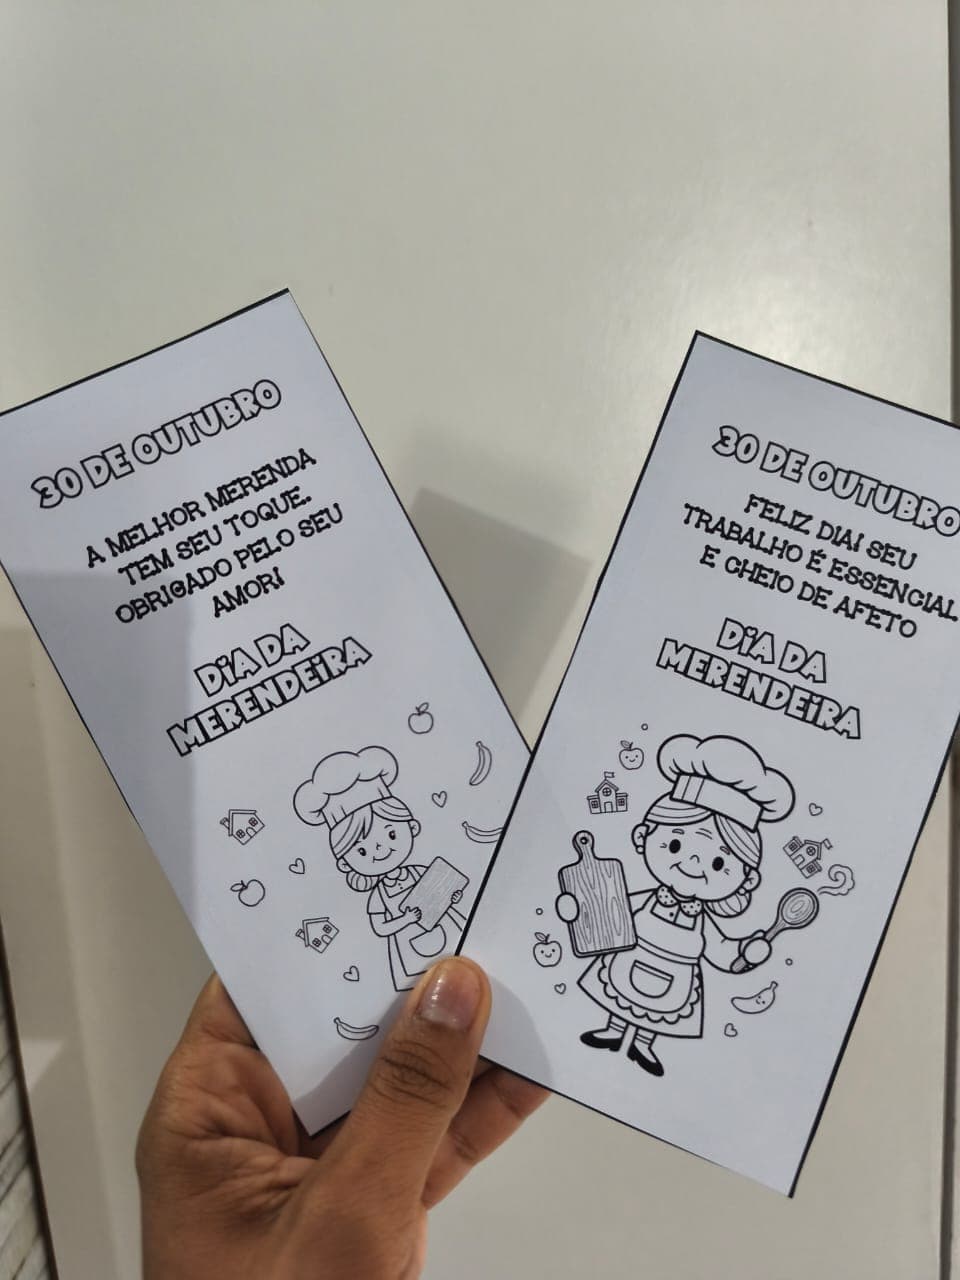 30 DE OUTUBRO
A MELHOR MERENDA
TEM SEU TOQUE.
OBRIGADO PELO SEU
AMOR!
DIA DA
MERENDEIRA
30 DE OUTUBRO
FELIZ DIA! SEU
TRABALHO É ESSENCIAL
E CHEIO DE AFETO
DIA DA
MERENDEIRA